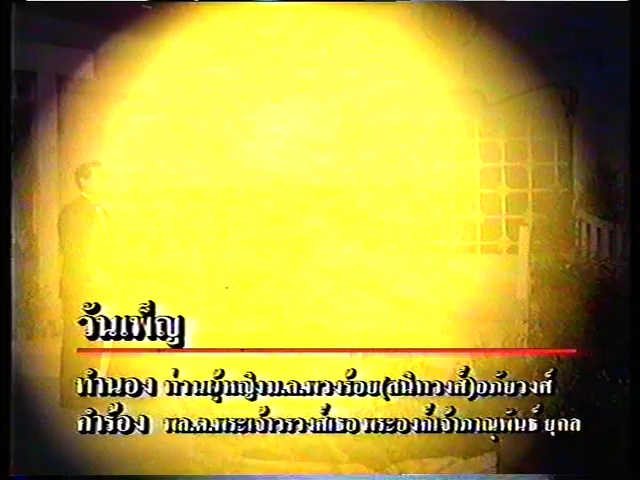 วันเพ็ญ
ทำนอง ท่านผู้หญิงม.ล.พวงร้อย(สนิทวงศ์)อภัยวงศ์
คำร้อง พล.ต.พระเจ้าวรวงศ์เธอ พระองค์เจ้าภาณุพันธ์ ยุคล